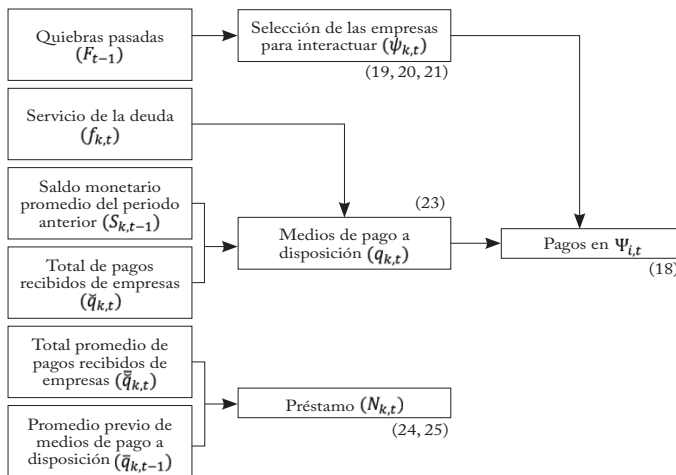 Quiebras pasadas
(F_{t−1})
Selección de las empresas
para interactuar (ψ́_{k,t})
(19, 20, 21)
Servicio de la deuda
(f_{k,t})
Saldo monetario
promedio del periodo
anterior (S_{k,t−1})
(23)
Medios de pago a
disposición (q_{k,t})
Pagos en Ψ_{i,t}
(18)
Total de pagos
recibidos de empresas
(q̆_{k,t})
Total promedio de
pagos recibidos de
empresas (q̿_{k,t})
Préstamo (N_{k,t})
(24, 25)
Promedio previo de
medios de pago a
disposición (q̄_{k,t−1})